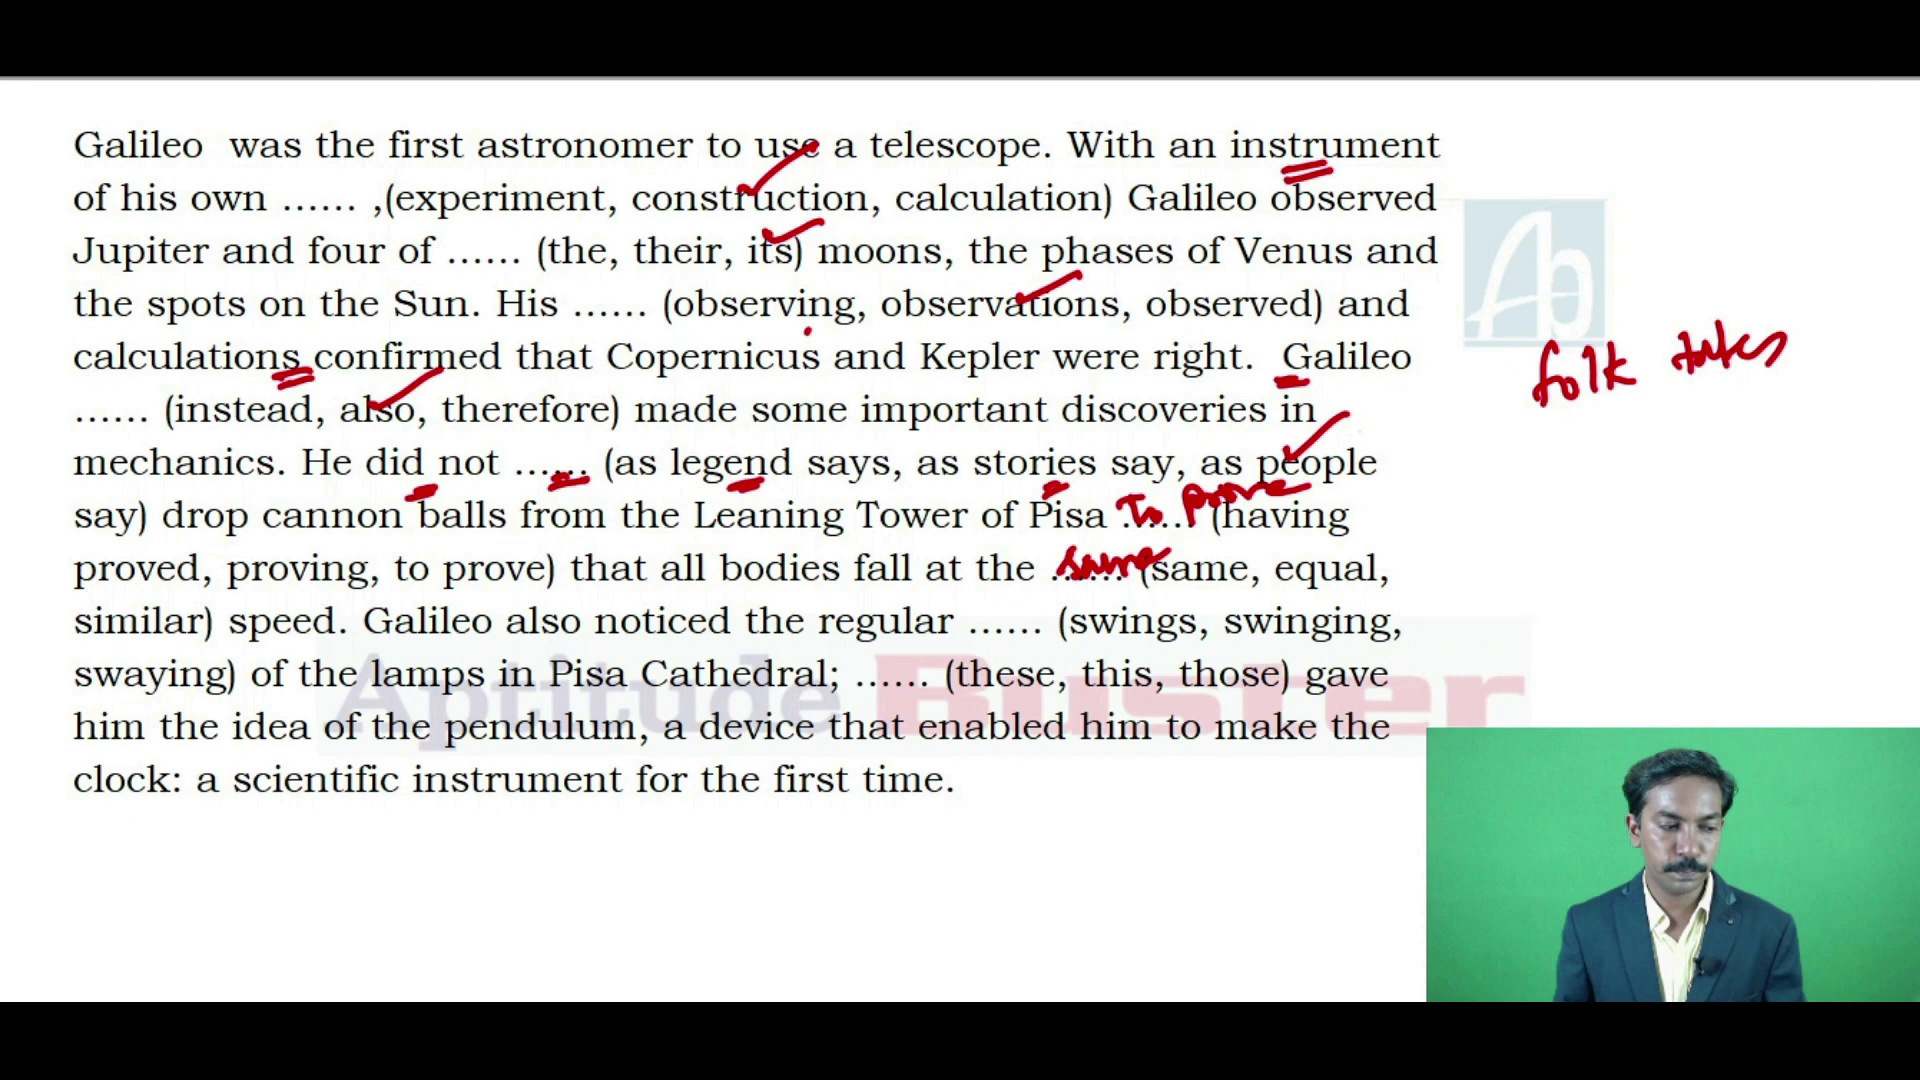 Galileo was the first astronomer to use a telescope. With an instrument
of his own ...... ,(experiment, construction, calculation) Galileo observed
Jupiter and four of ...... (the, their, its) moons, the phases of Venus and
the spots on the Sun. His ...... (observing, observations, observed) and
calculations confirmed that Copernicus and Kepler were right. Galileo
...... (instead, also, therefore) made some important discoveries in
mechanics. He did not ...... (as legend says, as stories say, as people
say) drop cannon balls from the Leaning Tower of Pisa ...... (having
To prove
proved, proving, to prove) that all bodies fall at the ...... (same, equal,
same
similar) speed. Galileo also noticed the regular ...... (swings, swinging,
swaying) of the lamps in Pisa Cathedral; ...... (these, this, those) gave
him the idea of the pendulum, a device that enabled him to make the
clock: a scientific instrument for the first time.
Ab
folk tales
Aptitude Buster